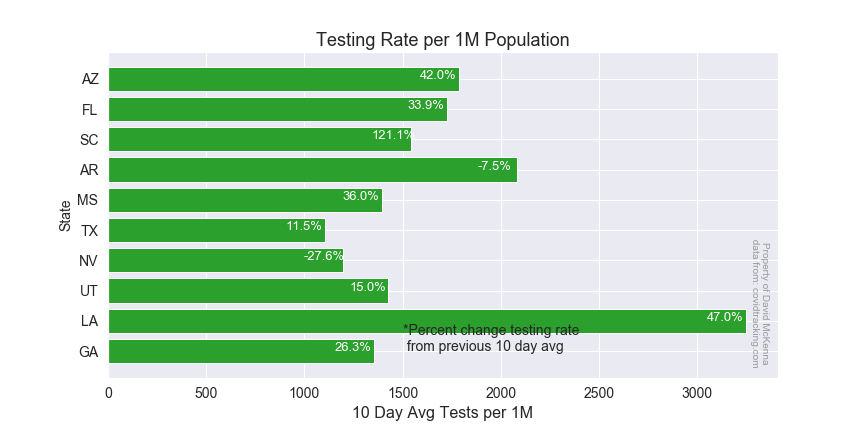 Testing Rate per 1M Population
AZ
42.0%
FL
33.9%
SC
121.1%
AR
-7.5%
MS
36.0%
TX
11.5%
NV
-27.6%
UT
15.0%
LA
47.0%
GA
26.3%
State
*Percent change testing rate
from previous 10 day avg
Property of David McKenna
data from: covidtracking.com
0 500 1000 1500 2000 2500 3000
10 Day Avg Tests per 1M